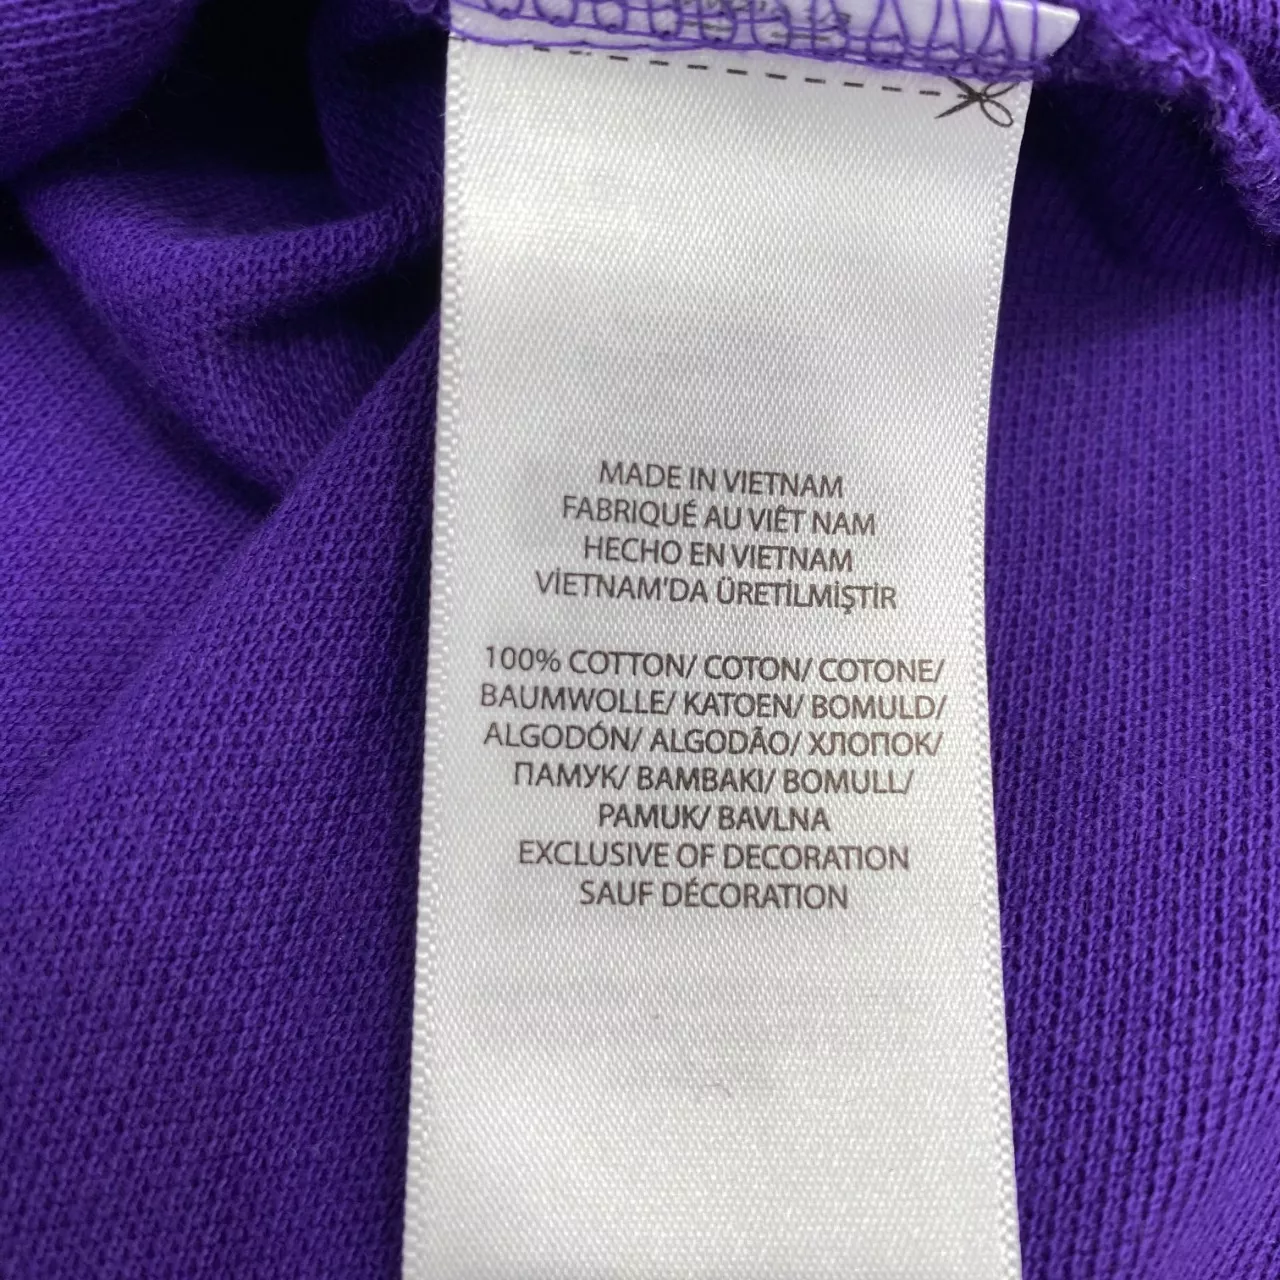 MADE IN VIETNAM
FABRIQUÉ AU VIÊT NAM
HECHO EN VIETNAM
VİETNAM'DA ÜRETİLMİŞTİR
100% COTTON/ COTON/ COTONE/
BAUMWOLLE/ KATOEN/ BOMULD/
ALGODÓN/ ALGODÃO/ ХЛОПОК/
ПАМУК/ BAMBAKI/ BOMULL/
PAMUK/ BAVLNA
EXCLUSIVE OF DECORATION
SAUF DÉCORATION